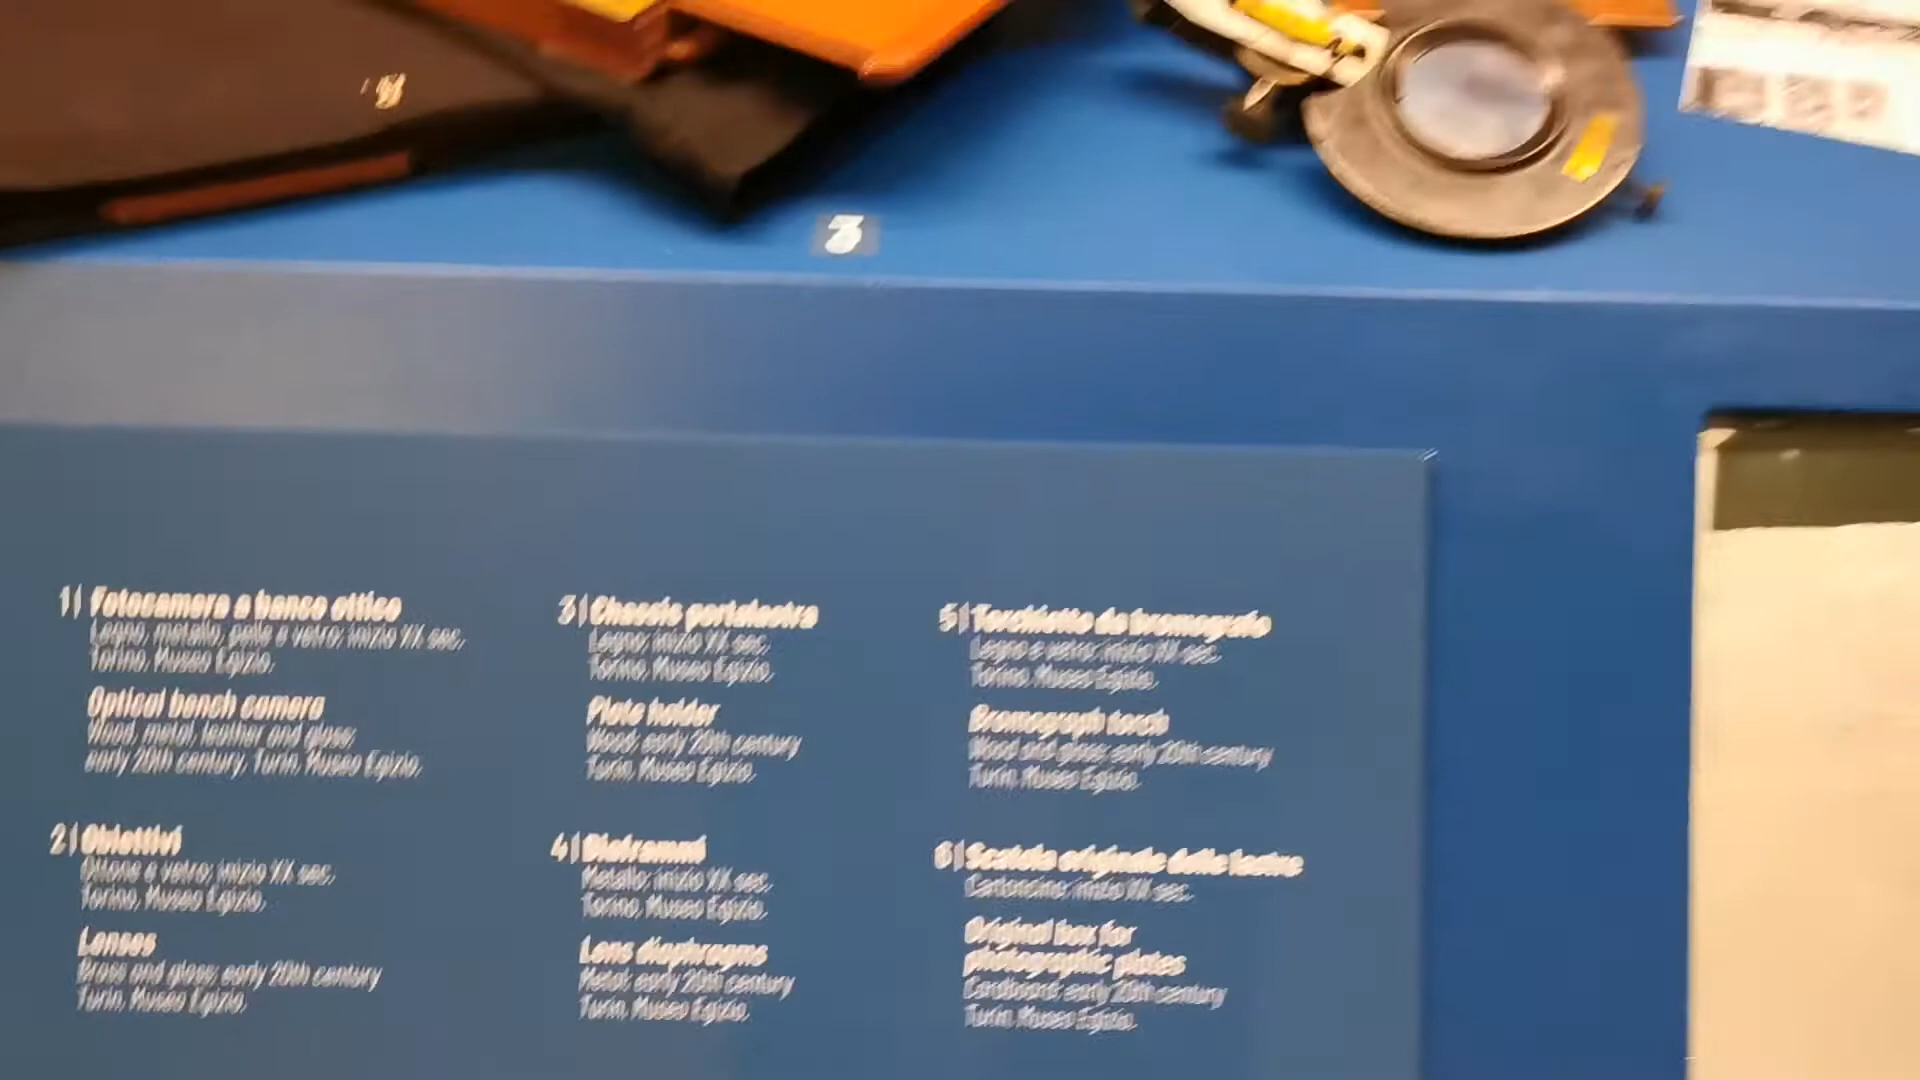 3
1| Fotocamera a banco ottico
Legno, metallo, pelle e vetro; inizio XX sec.
Torino, Museo Egizio.
Optical bench camera
Wood, metal, leather and glass;
early 20th century, Turin, Museo Egizio.
2| Obiettivi
Ottone e vetro; inizio XX sec.
Torino, Museo Egizio.
Lenses
Brass and glass; early 20th century
Turin, Museo Egizio.
3| Chassis portalastra
Legno; inizio XX sec.
Torino, Museo Egizio.
Plate holder
Wood; early 20th century
Turin, Museo Egizio.
4| Diaframmi
Metallo; inizio XX sec.
Torino, Museo Egizio.
Lens diaphragms
Metal; early 20th century
Turin, Museo Egizio.
5| Torchietto da bromografo
Legno e vetro; inizio XX sec.
Torino, Museo Egizio.
Bromograph torch
Wood and glass; early 20th century
Turin, Museo Egizio.
6| Scatola originale delle lastre
Cartoncino; inizio XX sec.
Original box for
photographic plates
Cardboard; early 20th century
Turin, Museo Egizio.